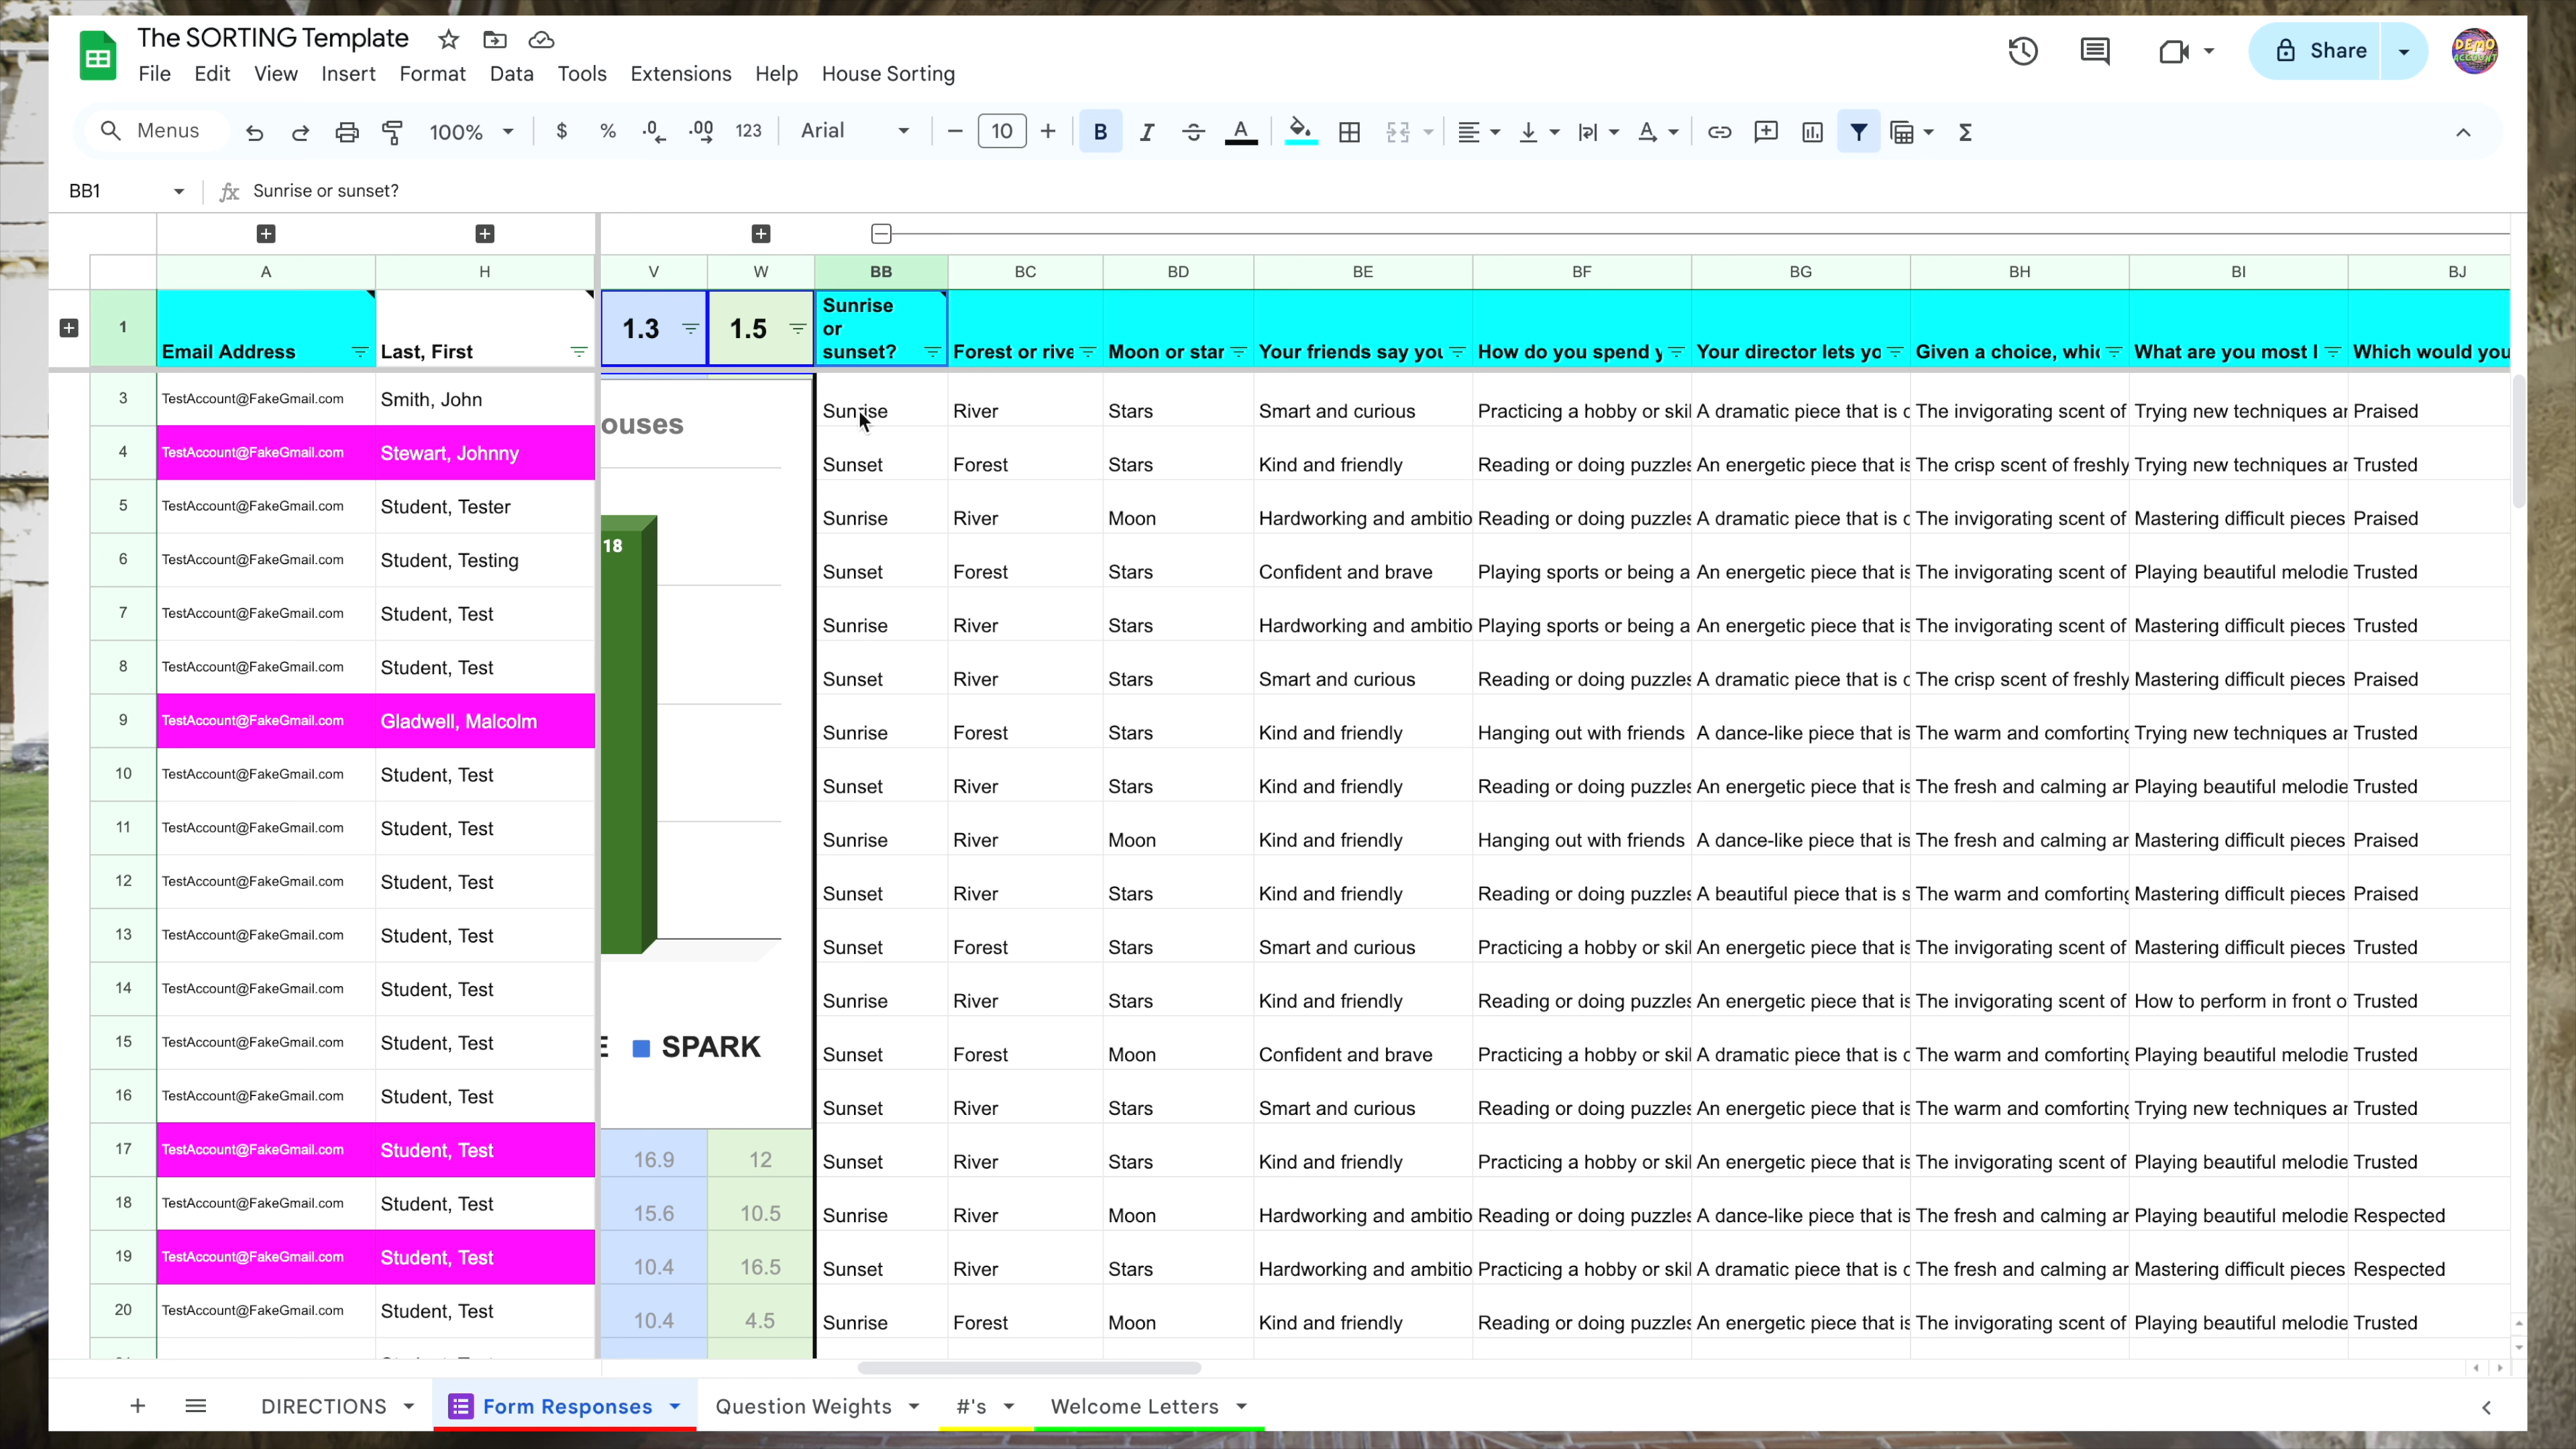 The SORTING Template
File Edit View Insert Format Data Tools Extensions Help House Sorting
Share
DEMO ACCOUNT
Menus 100% $ % .0 .00 123 Arial 10 B I A
BB1 fx Sunrise or sunset?
A H V W BB BC BD BE BF BG BH BI BJ
Sunrise
or
1 Email Address Last, First 1.3 1.5 sunset? Forest or rive Moon or star Your friends say you How do you spend y Your director lets yo Given a choice, whic What are you most l Which would you
3 TestAccount@FakeGmail.com Smith, John Sunrise River Stars Smart and curious Practicing a hobby or skil A dramatic piece that is c The invigorating scent of Trying new techniques ar Praised
ouses
4 TestAccount@FakeGmail.com Stewart, Johnny Sunset Forest Stars Kind and friendly Reading or doing puzzles An energetic piece that is The crisp scent of freshly Trying new techniques ar Trusted
5 TestAccount@FakeGmail.com Student, Tester Sunrise River Moon Hardworking and ambitio Reading or doing puzzles A dramatic piece that is c The invigorating scent of Mastering difficult pieces Praised
18
6 TestAccount@FakeGmail.com Student, Testing Sunset Forest Stars Confident and brave Playing sports or being a An energetic piece that is The invigorating scent of Playing beautiful melodie Trusted
7 TestAccount@FakeGmail.com Student, Test Sunrise River Stars Hardworking and ambitio Playing sports or being a An energetic piece that is The invigorating scent of Mastering difficult pieces Trusted
8 TestAccount@FakeGmail.com Student, Test Sunset River Stars Smart and curious Reading or doing puzzles A dramatic piece that is c The crisp scent of freshly Mastering difficult pieces Praised
9 TestAccount@FakeGmail.com Gladwell, Malcolm Sunrise Forest Stars Kind and friendly Hanging out with friends A dance-like piece that is The warm and comforting Trying new techniques ar Trusted
10 TestAccount@FakeGmail.com Student, Test Sunset River Stars Kind and friendly Reading or doing puzzles An energetic piece that is The fresh and calming ar Playing beautiful melodie Trusted
11 TestAccount@FakeGmail.com Student, Test Sunrise River Moon Kind and friendly Hanging out with friends A dance-like piece that is The fresh and calming ar Mastering difficult pieces Praised
12 TestAccount@FakeGmail.com Student, Test Sunset River Stars Kind and friendly Reading or doing puzzles A beautiful piece that is s The warm and comforting Mastering difficult pieces Praised
13 TestAccount@FakeGmail.com Student, Test Sunset Forest Stars Smart and curious Practicing a hobby or skil An energetic piece that is The invigorating scent of Mastering difficult pieces Trusted
14 TestAccount@FakeGmail.com Student, Test Sunrise River Stars Kind and friendly Reading or doing puzzles An energetic piece that is The invigorating scent of How to perform in front o Trusted
15 TestAccount@FakeGmail.com Student, Test E SPARK Sunset Forest Moon Confident and brave Practicing a hobby or skil A dramatic piece that is c The warm and comforting Playing beautiful melodie Trusted
16 TestAccount@FakeGmail.com Student, Test Sunset River Stars Smart and curious Reading or doing puzzles An energetic piece that is The warm and comforting Trying new techniques ar Trusted
17 TestAccount@FakeGmail.com Student, Test 16.9 12 Sunset River Stars Kind and friendly Practicing a hobby or skil An energetic piece that is The invigorating scent of Playing beautiful melodie Trusted
18 TestAccount@FakeGmail.com Student, Test 15.6 10.5 Sunrise River Moon Hardworking and ambitio Reading or doing puzzles A dance-like piece that is The fresh and calming ar Playing beautiful melodie Respected
19 TestAccount@FakeGmail.com Student, Test 10.4 16.5 Sunset River Stars Hardworking and ambitio Practicing a hobby or skil A dramatic piece that is c The fresh and calming ar Mastering difficult pieces Respected
20 TestAccount@FakeGmail.com Student, Test 10.4 4.5 Sunrise Forest Moon Kind and friendly Reading or doing puzzles An energetic piece that is The invigorating scent of Playing beautiful melodie Trusted
DIRECTIONS Form Responses Question Weights #'s Welcome Letters